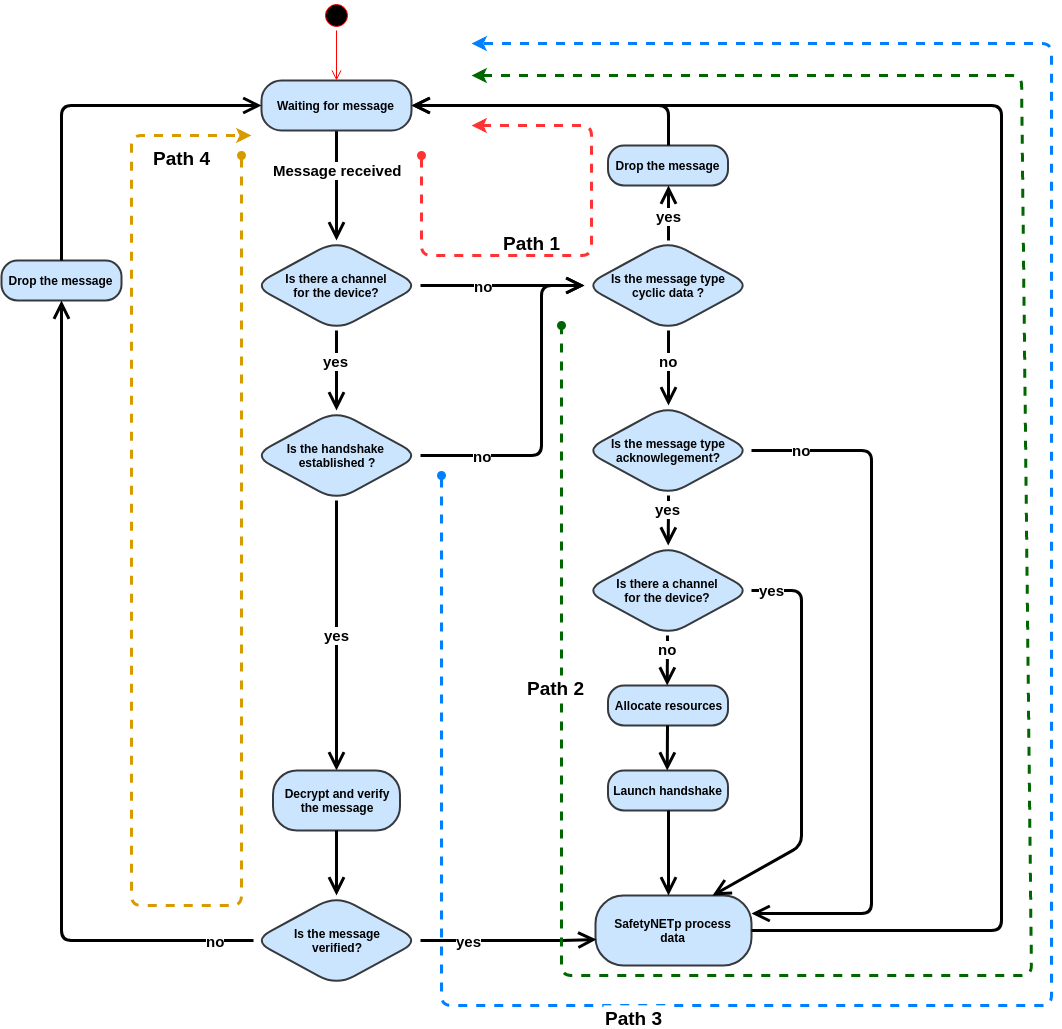 Waiting for message
Path 4
Message received
Drop the message
yes
Path 1
Drop the message
Is there a channel
for the device?
no
Is the message type
cyclic data ?
yes
no
Is the handshake
established ?
no
Is the message type
acknowlegement?
no
yes
Is there a channel
for the device?
yes
yes
no
Path 2
Allocate resources
Decrypt and verify
the message
Launch handshake
Is the message
verified?
no
yes
SafetyNETp process
data
Path 3